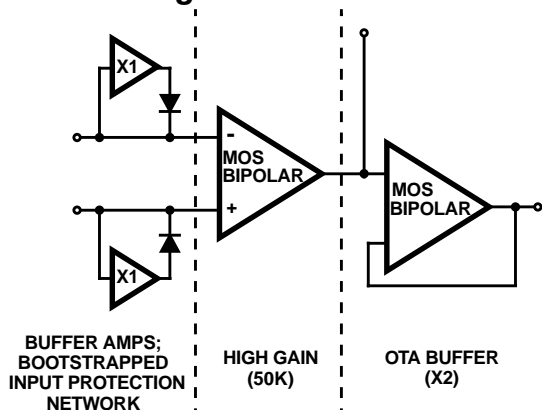 X1
-
MOS
BIPOLAR
+
X1
MOS
BIPOLAR
BUFFER AMPS;
BOOTSTRAPPED
INPUT PROTECTION
NETWORK
HIGH GAIN
(50K)
OTA BUFFER
(X2)